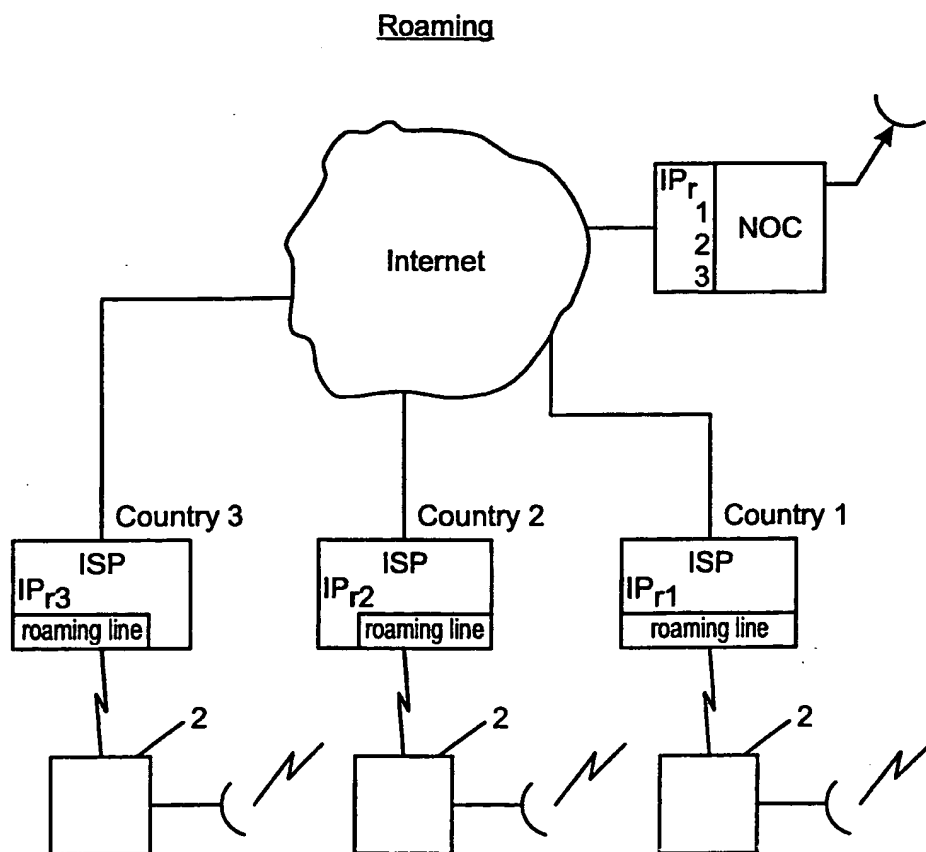 Roaming
IPr
1
2
3
NOC
Internet
Country 3
Country 2
Country 1
ISP
IPr3
roaming line
ISP
IPr2
roaming line
ISP
IPr1
roaming line
2
2
2